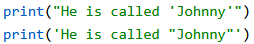 print("He is called 'Johnny'")
print('He is called "Johnny"')